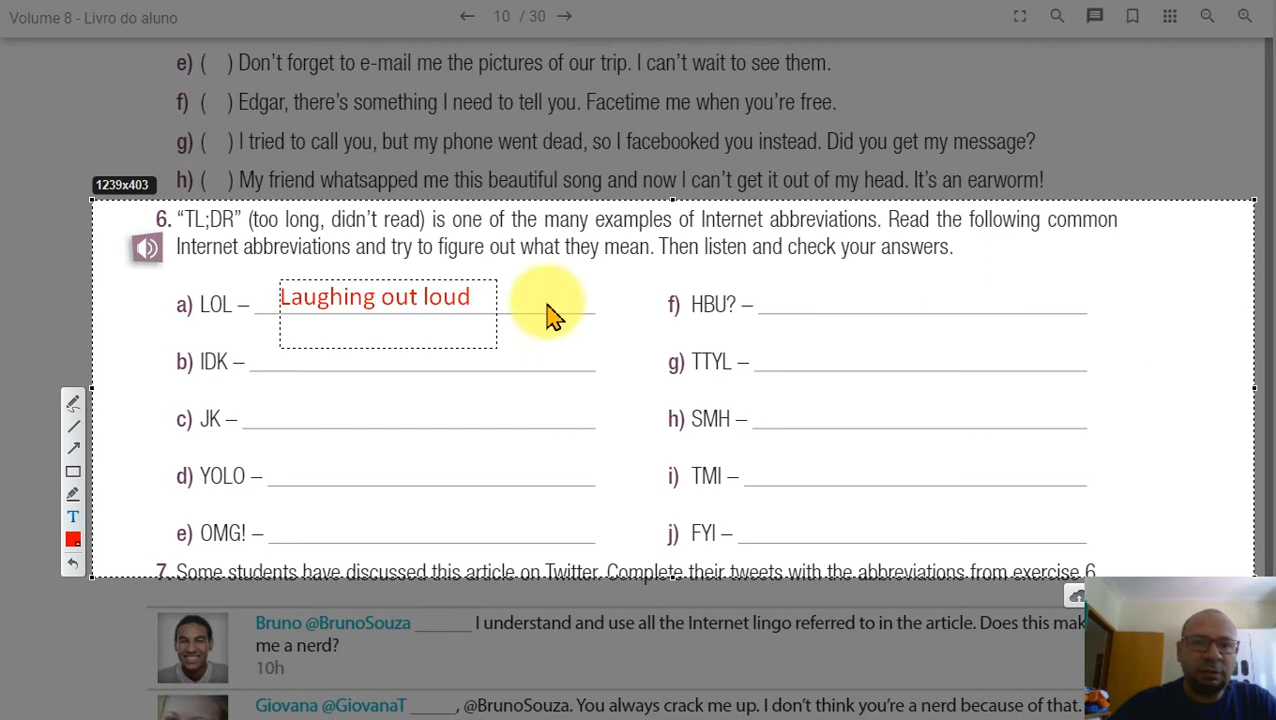 Volume 8 - Livro do aluno
10 / 30
e) ( ) Don't forget to e-mail me the pictures of our trip. I can't wait to see them.
f) ( ) Edgar, there's something I need to tell you. Facetime me when you're free.
g) ( ) I tried to call you, but my phone went dead, so I facebooked you instead. Did you get my message?
1239x403
h) ( ) My friend whatsapped me this beautiful song and now I can't get it out of my head. It's an earworm!
6. “TL;DR” (too long, didn't read) is one of the many examples of Internet abbreviations. Read the following common
Internet abbreviations and try to figure out what they mean. Then listen and check your answers.
a) LOL – Laughing out loud
b) IDK –
c) JK –
d) YOLO –
e) OMG! –
f) HBU? –
g) TTYL –
h) SMH –
i) TMI –
j) FYI –
T
7. Some students have discussed this article on Twitter. Complete their tweets with the abbreviations from exercise 6
Bruno @BrunoSouza ______ I understand and use all the Internet lingo referred to in the article. Does this mak
me a nerd?
10h
Giovana @GiovanaT _____, @BrunoSouza. You always crack me up. I don't think you're a nerd because of that.